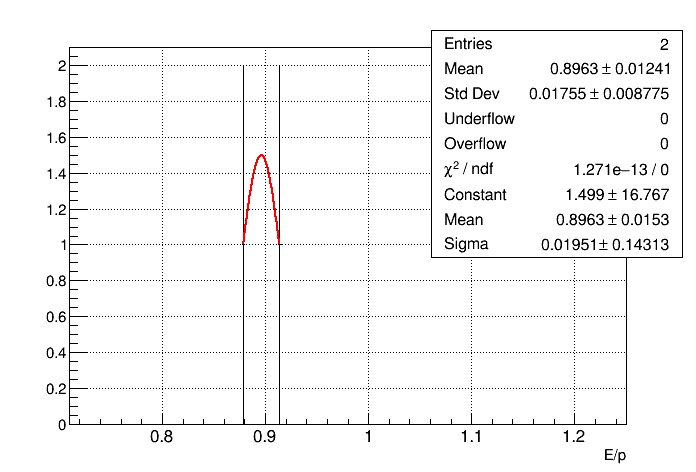 Entries 2
Mean 0.8963 ± 0.01241
Std Dev 0.01755 ± 0.008775
Underflow 0
Overflow 0
χ² / ndf 1.271e−13 / 0
Constant 1.499 ± 16.767
Mean 0.8963 ± 0.0153
Sigma 0.01951 ± 0.14313
2
1.8
1.6
1.4
1.2
1
0.8
0.6
0.4
0.2
0
0.8 0.9 1 1.1 1.2
E/p